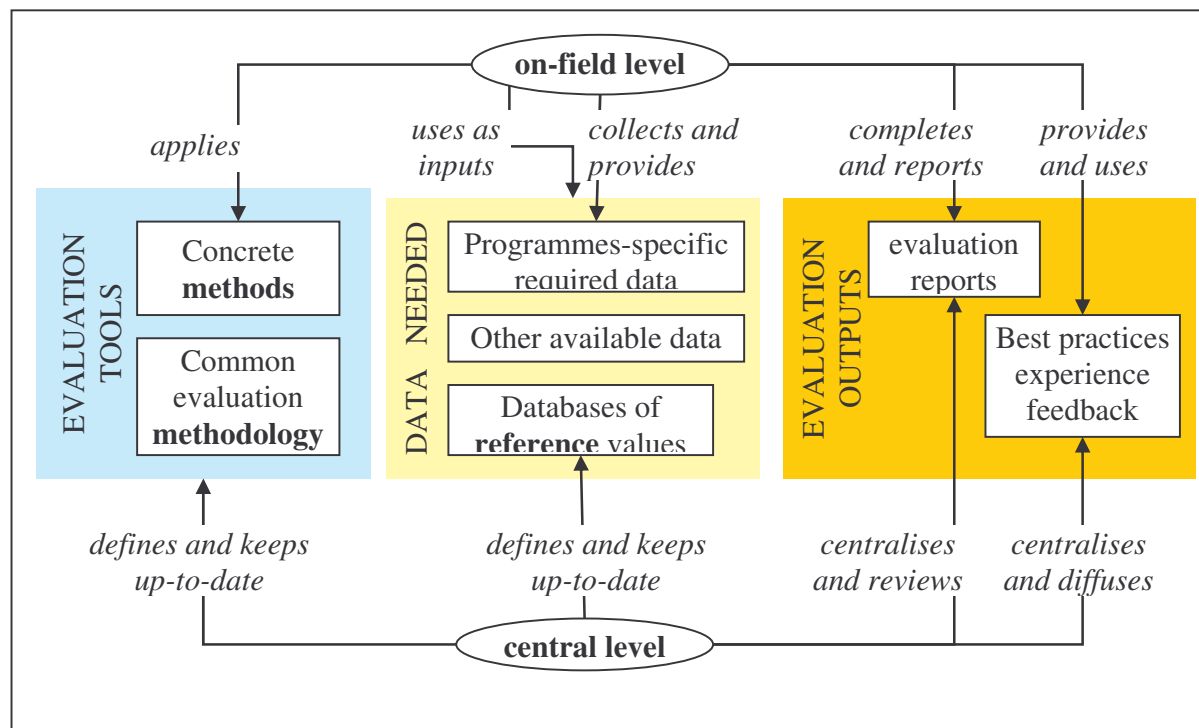 on-field level
applies
uses as
inputs
collects and
provides
completes
and reports
provides
and uses
EVALUATION
TOOLS
Concrete
methods
Common
evaluation
methodology
DATA NEEDED
Programmes-specific
required data
Other available data
Databases of
reference values
EVALUATION
OUTPUTS
evaluation
reports
Best practices
experience
feedback
defines and keeps
up-to-date
defines and keeps
up-to-date
centralises
and reviews
centralises
and diffuses
central level